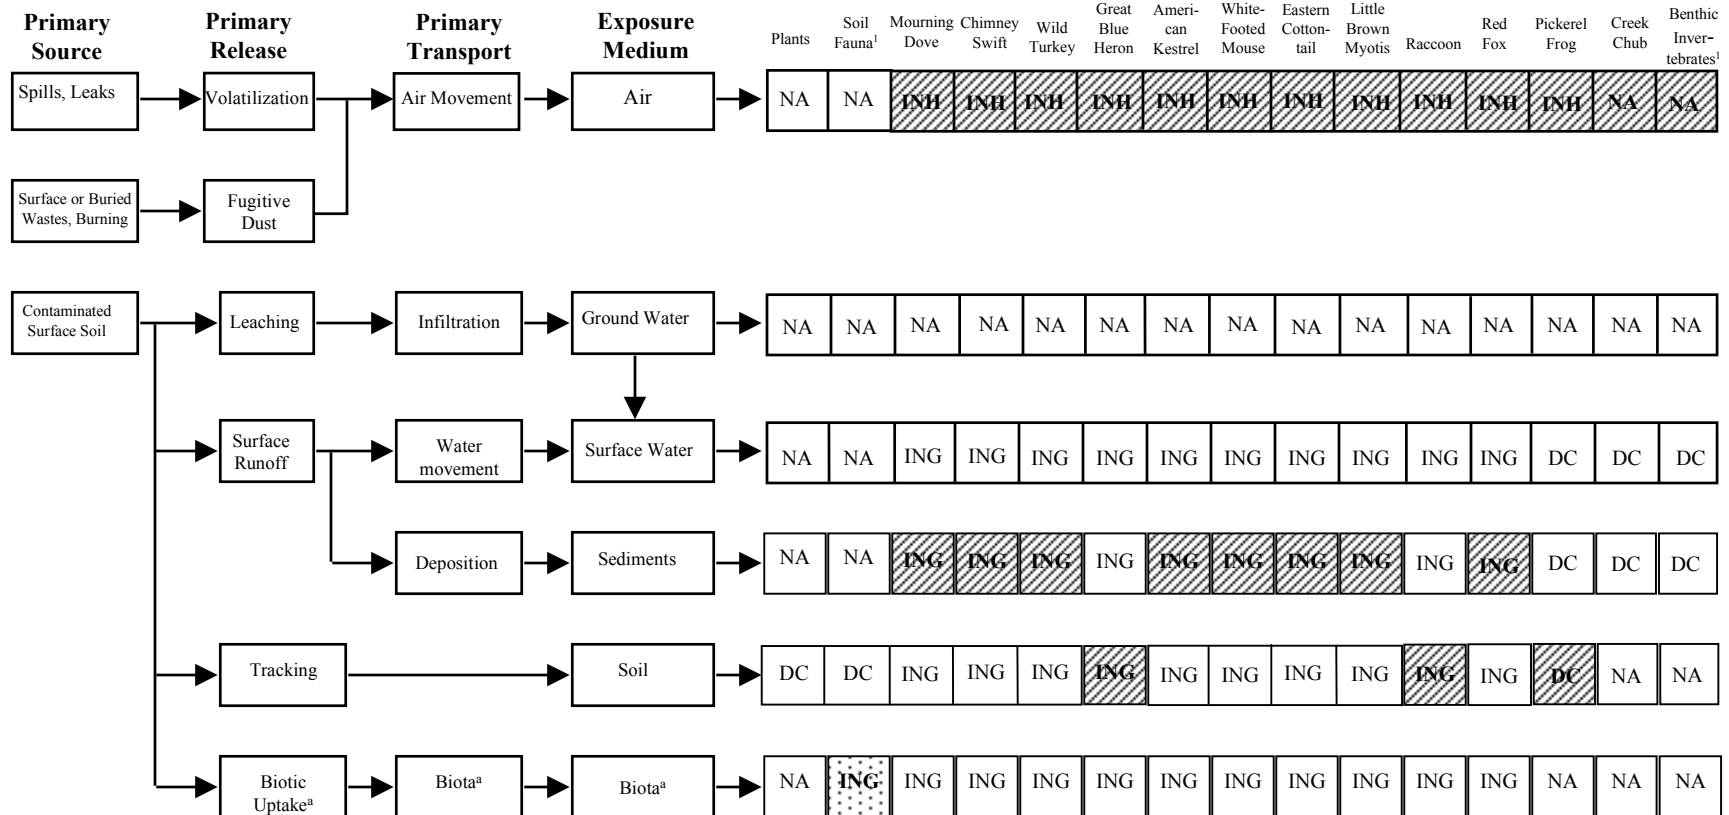 Primary Source
Primary Release
Primary Transport
Exposure Medium
Plants
Soil Fauna¹
Mourning Dove
Chimney Swift
Wild Turkey
Great Blue Heron
Ameri-can Kestrel
White-Footed Mouse
Eastern Cotton-tail
Little Brown Myotis
Raccoon
Red Fox
Pickerel Frog
Creek Chub
Benthic Inver-tebrates¹
Spills, Leaks
Volatilization
Air Movement
Air
NA NA INH INH INH INH INH INH INH INH INH INH INH NA NA
Surface or Buried
Wastes, Burning
Fugitive
Dust
Contaminated
Surface Soil
Leaching
Infiltration
Ground Water
NA NA NA NA NA NA NA NA NA NA NA NA NA NA NA
Surface
Runoff
Water
movement
Surface Water
NA NA ING ING ING ING ING ING ING ING ING ING DC DC DC
Deposition
Sediments
NA NA ING ING ING ING ING ING ING ING ING ING DC DC DC
Tracking
Soil
DC DC ING ING ING ING ING ING ING ING ING ING DC NA NA
Biotic
Uptakeᵃ
Biotaᵃ
Biotaᵃ
NA ING ING ING ING ING ING ING ING ING ING ING NA NA NA